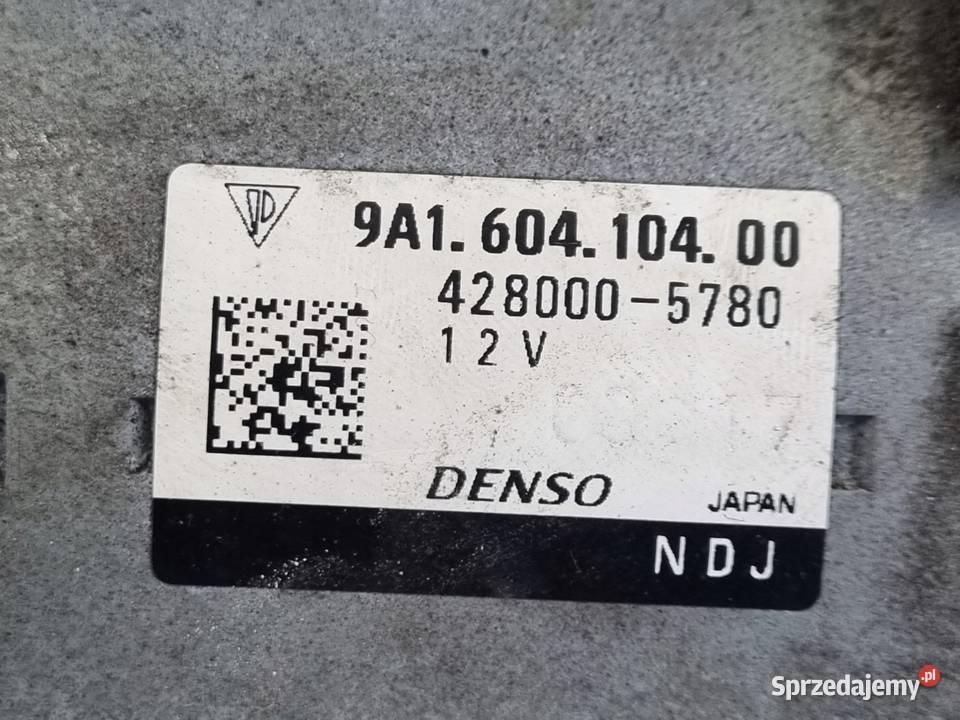 9A1.604.104.00
428000-5780
12V
DENSO
JAPAN
NDJ
Sprzedajemy.pl